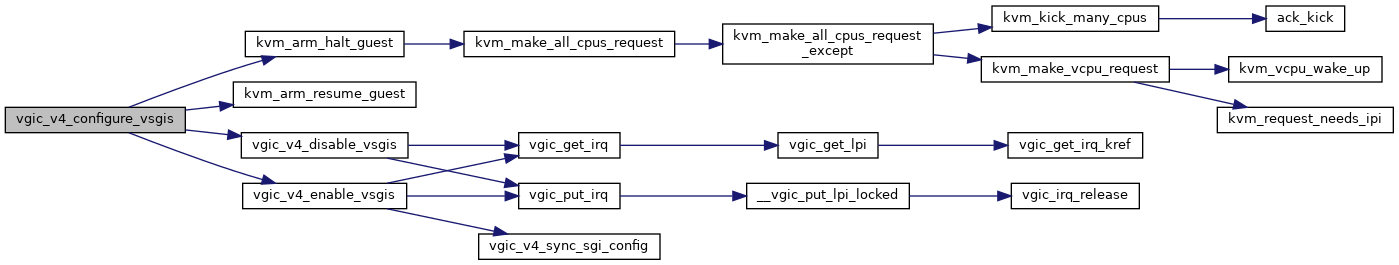 vgic_v4_configure_vsgis
kvm_arm_halt_guest
kvm_arm_resume_guest
vgic_v4_disable_vsgis
vgic_v4_enable_vsgis
kvm_make_all_cpus_request
vgic_get_irq
vgic_put_irq
vgic_v4_sync_sgi_config
kvm_make_all_cpus_request
_except
vgic_get_lpi
__vgic_put_lpi_locked
kvm_kick_many_cpus
kvm_make_vcpu_request
vgic_get_irq_kref
vgic_irq_release
ack_kick
kvm_vcpu_wake_up
kvm_request_needs_ipi